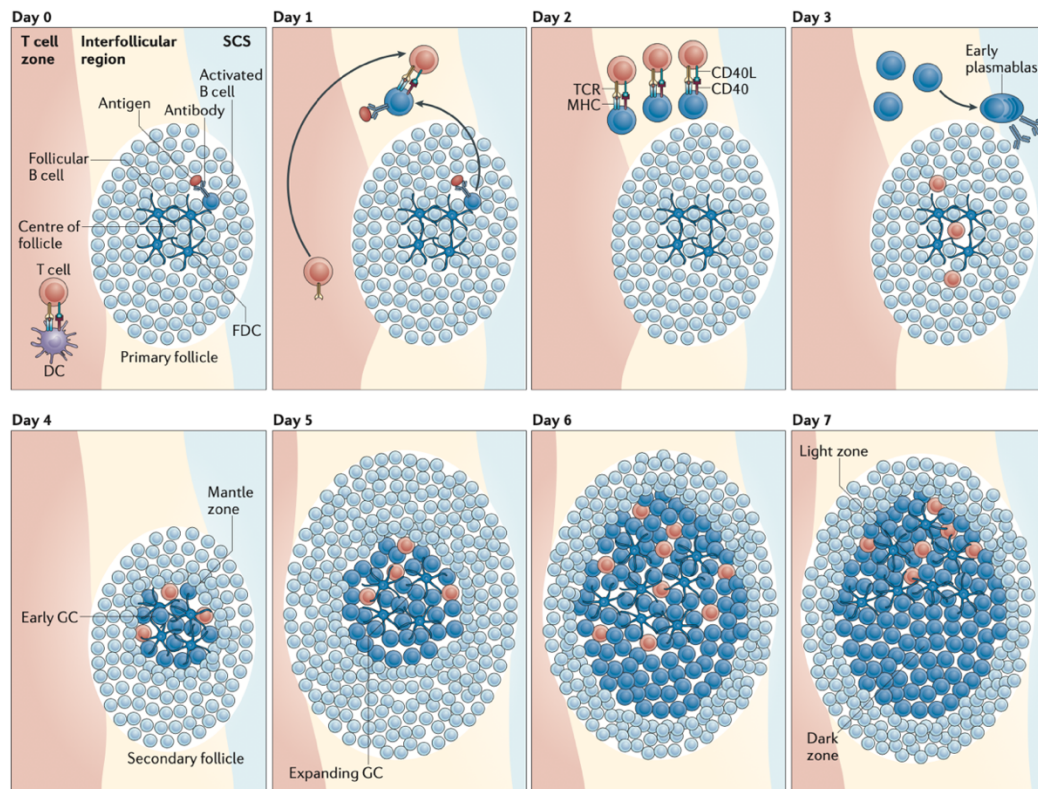 Day 0
T cell
zone
Interfollicular
region
SCS
Activated
B cell
Antigen
Antibody
Follicular
B cell
Centre of
follicle
T cell
DC
FDC
Primary follicle
Day 1
Day 2
TCR
MHC
CD40L
CD40
Day 3
Early
plasmablast
Day 4
Mantle
zone
Early GC
Secondary follicle
Day 5
Expanding GC
Day 6
Day 7
Light zone
Dark
zone